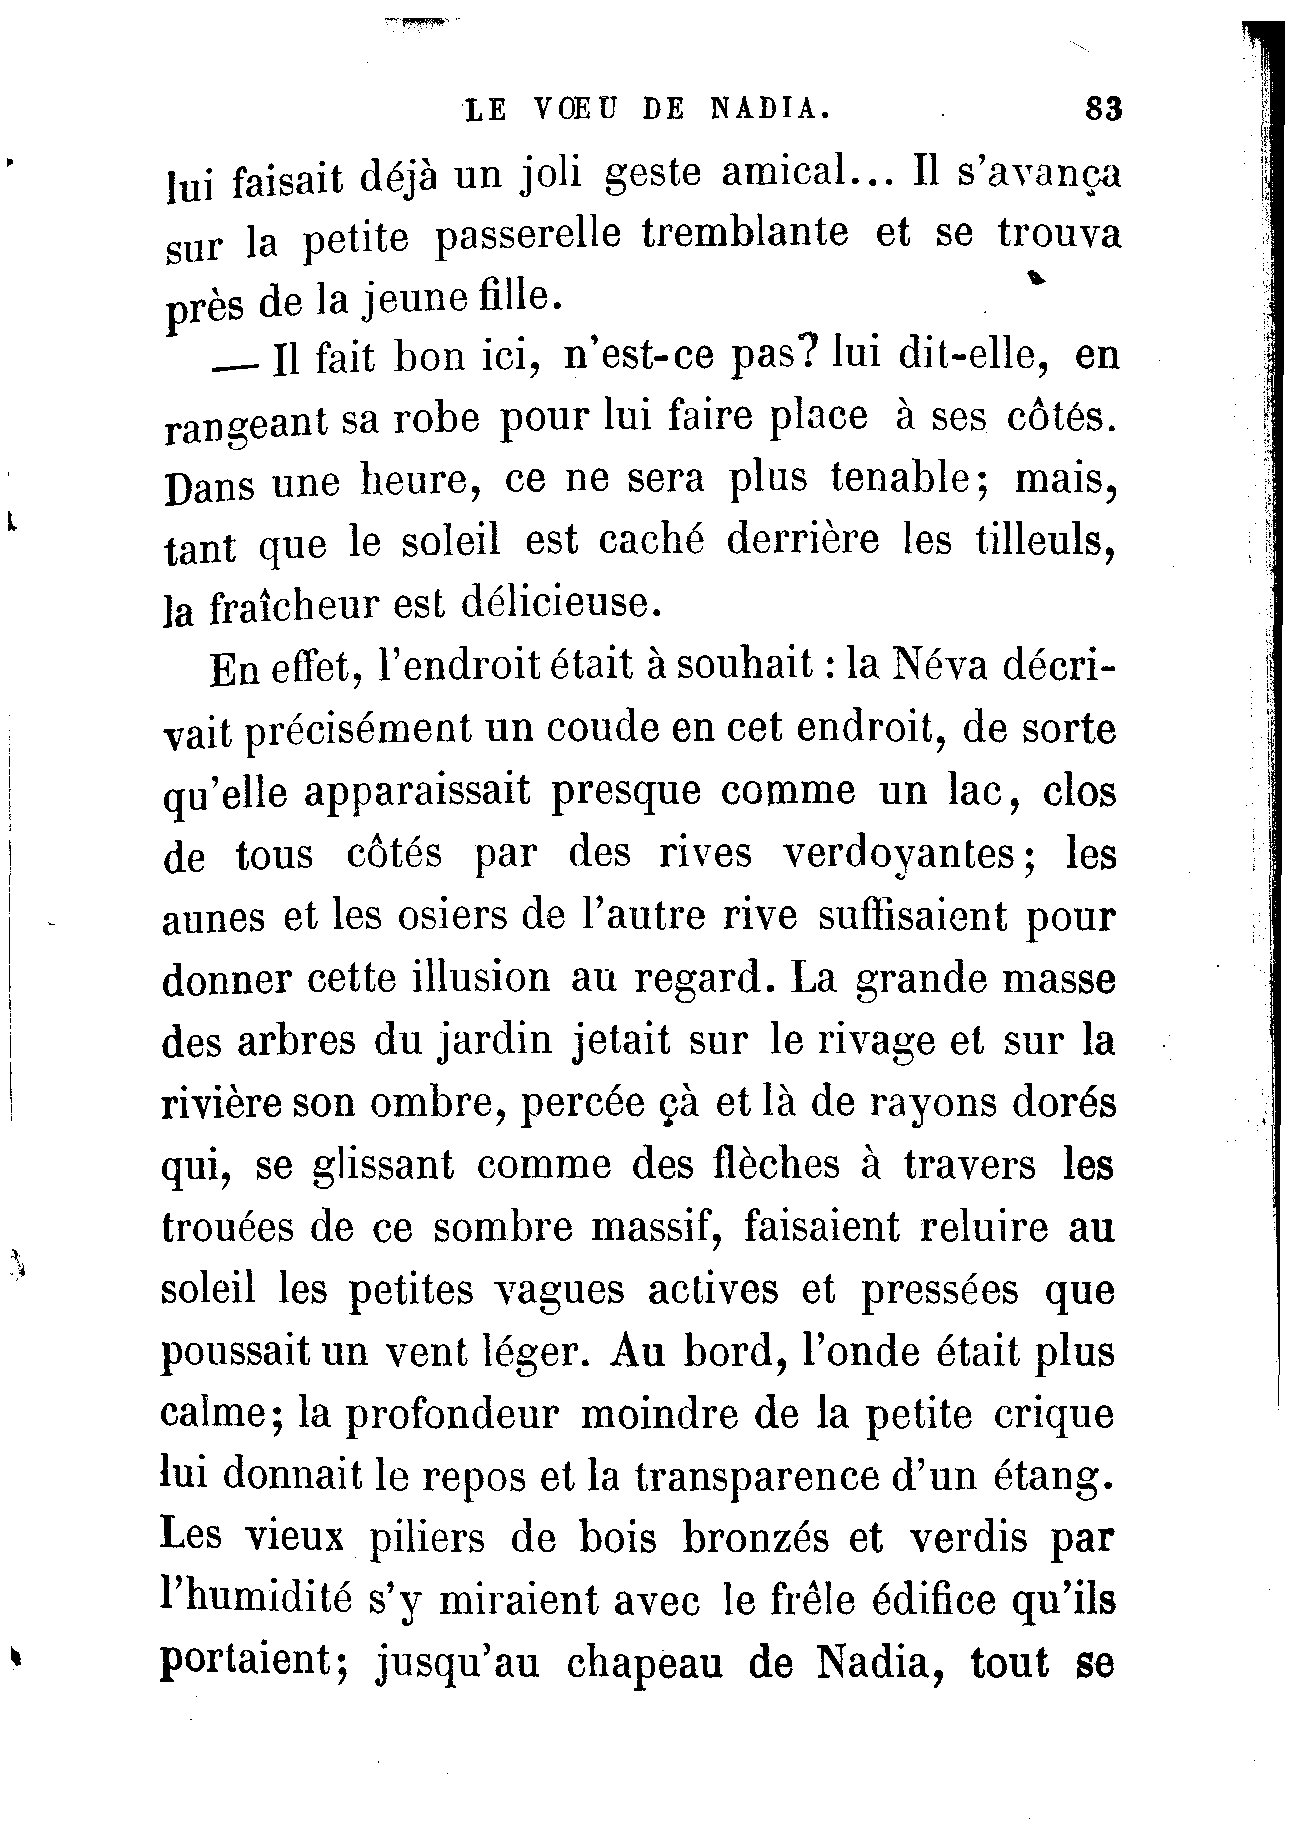 LE VŒU DE NADIA. 83
lui faisait déjà un joli geste amical... Il s'avança
sur la petite passerelle tremblante et se trouva
près de la jeune fille.
— Il fait bon ici, n'est-ce pas? lui dit-elle, en
rangeant sa robe pour lui faire place à ses côtés.
Dans une heure, ce ne sera plus tenable; mais,
tant que le soleil est caché derrière les tilleuls,
la fraîcheur est délicieuse.
En effet, l'endroit était à souhait : la Néva décri-
vait précisément un coude en cet endroit, de sorte
qu'elle apparaissait presque comme un lac, clos
de tous côtés par des rives verdoyantes; les
aunes et les osiers de l'autre rive suffisaient pour
donner cette illusion au regard. La grande masse
des arbres du jardin jetait sur le rivage et sur la
rivière son ombre, percée çà et là de rayons dorés
qui, se glissant comme des flèches à travers les
trouées de ce sombre massif, faisaient reluire au
soleil les petites vagues actives et pressées que
poussait un vent léger. Au bord, l'onde était plus
calme; la profondeur moindre de la petite crique
lui donnait le repos et la transparence d'un étang.
Les vieux piliers de bois bronzés et verdis par
l'humidité s'y miraient avec le frêle édifice qu'ils
portaient; jusqu'au chapeau de Nadia, tout se